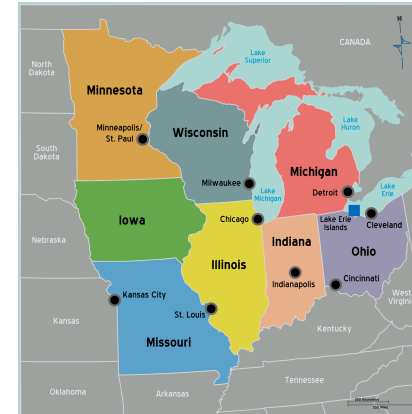 N
CANADA
North
Dakota
Lake
Superior
Minnesota
Minneapolis/
St. Paul
Wisconsin
Lake
Huron
South
Dakota
Michigan
Milwaukee
Lake
Michigan
Detroit
Lake
Erie
Iowa
Chicago
Lake Erie
Islands
Cleveland
Nebraska
Indiana
Ohio
Illinois
Indianapolis
Cincinnati
Kansas City
West
Virginia
St. Louis
Kansas
Missouri
Kentucky
Tennessee
Oklahoma
Arkansas